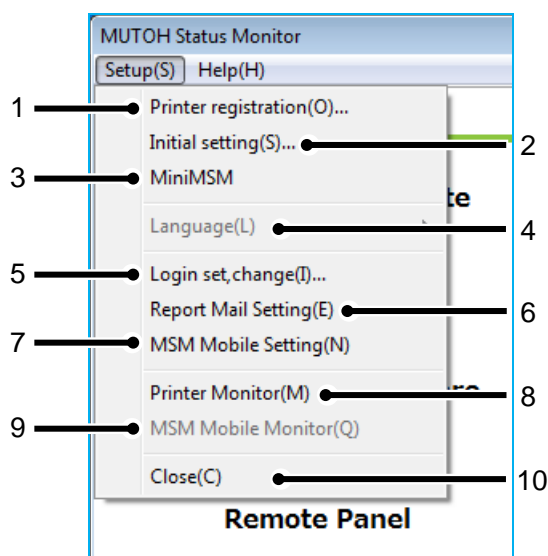 MUTOH Status Monitor
Setup(S) Help(H)
1 Printer registration(O)...
Initial setting(S)... 2
3 MiniMSM
te
Language(L) 4
5 Login set,change(I)...
Report Mail Setting(E) 6
7 MSM Mobile Setting(N)
Printer Monitor(M) 8
9 MSM Mobile Monitor(Q)
Close(C) 10
Remote Panel